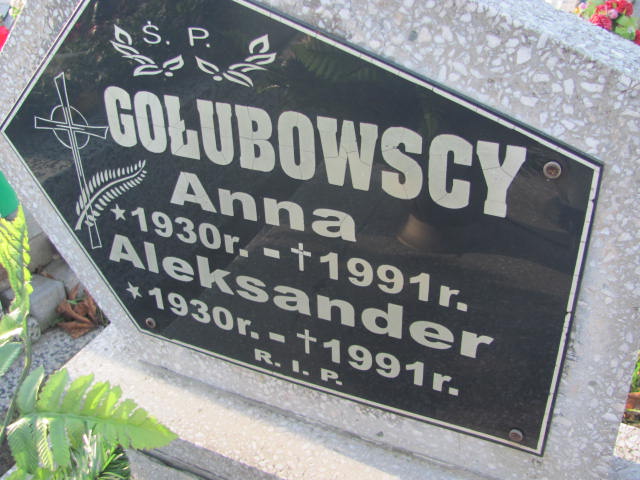 Ś. P.
GOŁUBOWSCY
Anna
*1930r. - †1991r.
Aleksander
*1930r. - †1991r.
R. I. P.